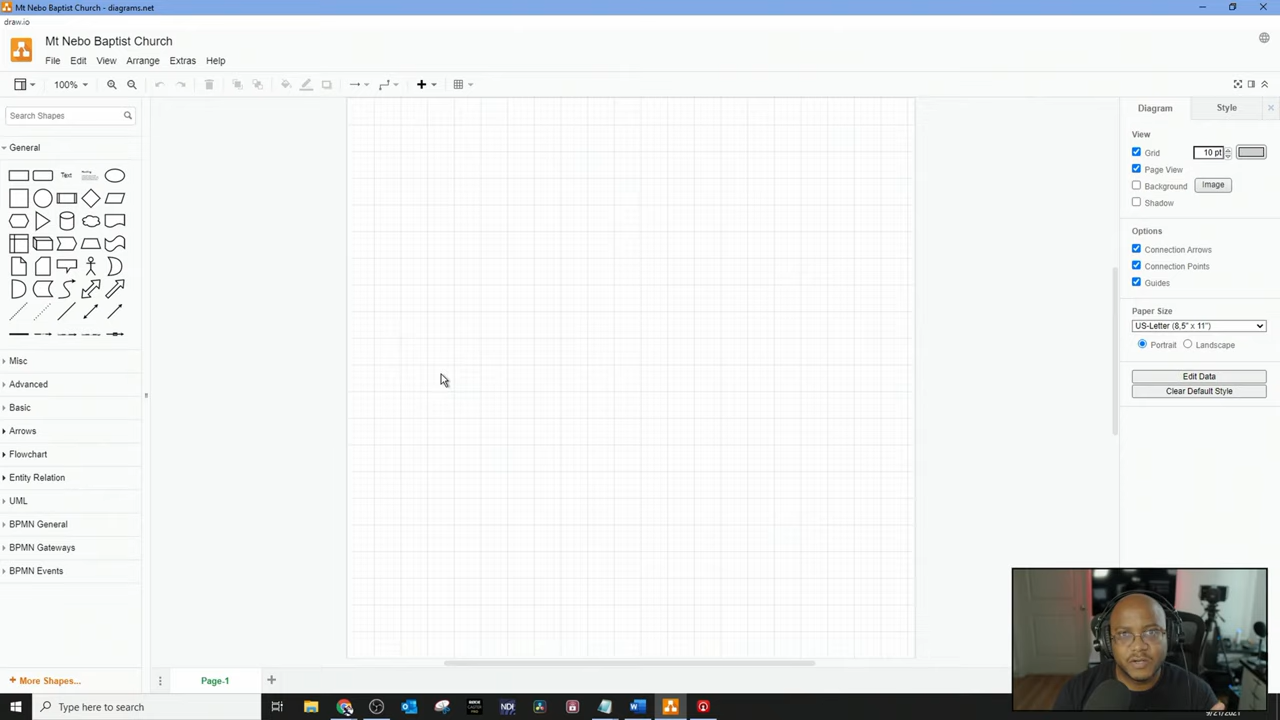 Mt Nebo Baptist Church - diagrams.net
draw.io
Mt Nebo Baptist Church
File Edit View Arrange Extras Help
100%
Search Shapes
General
Text
Misc
Advanced
Basic
Arrows
Flowchart
Entity Relation
UML
BPMN General
BPMN Gateways
BPMN Events
+ More Shapes...
Page-1
Diagram Style
View
Grid 10 pt
Page View
Background Image
Shadow
Options
Connection Arrows
Connection Points
Guides
Paper Size
US-Letter (8,5" x 11")
Portrait Landscape
Edit Data
Clear Default Style
Type here to search
NDI
9/21/2021